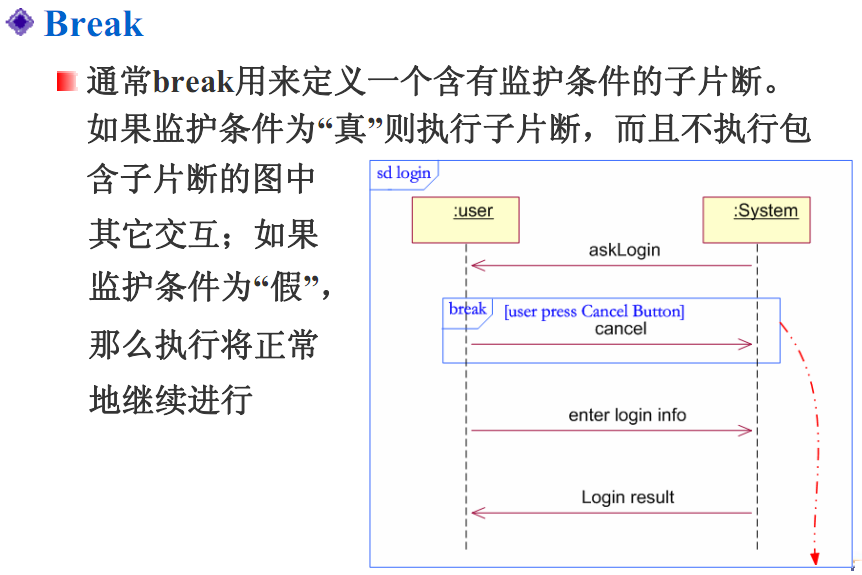 Break
通常break用来定义一个含有监护条件的子片断。
如果监护条件为“真”则执行子片断，而且不执行包
含子片断的图中
其它交互；如果
监护条件为“假”，
那么执行将正常
地继续进行
sd login
:user
:System
askLogin
break
[user press Cancel Button]
cancel
enter login info
Login result